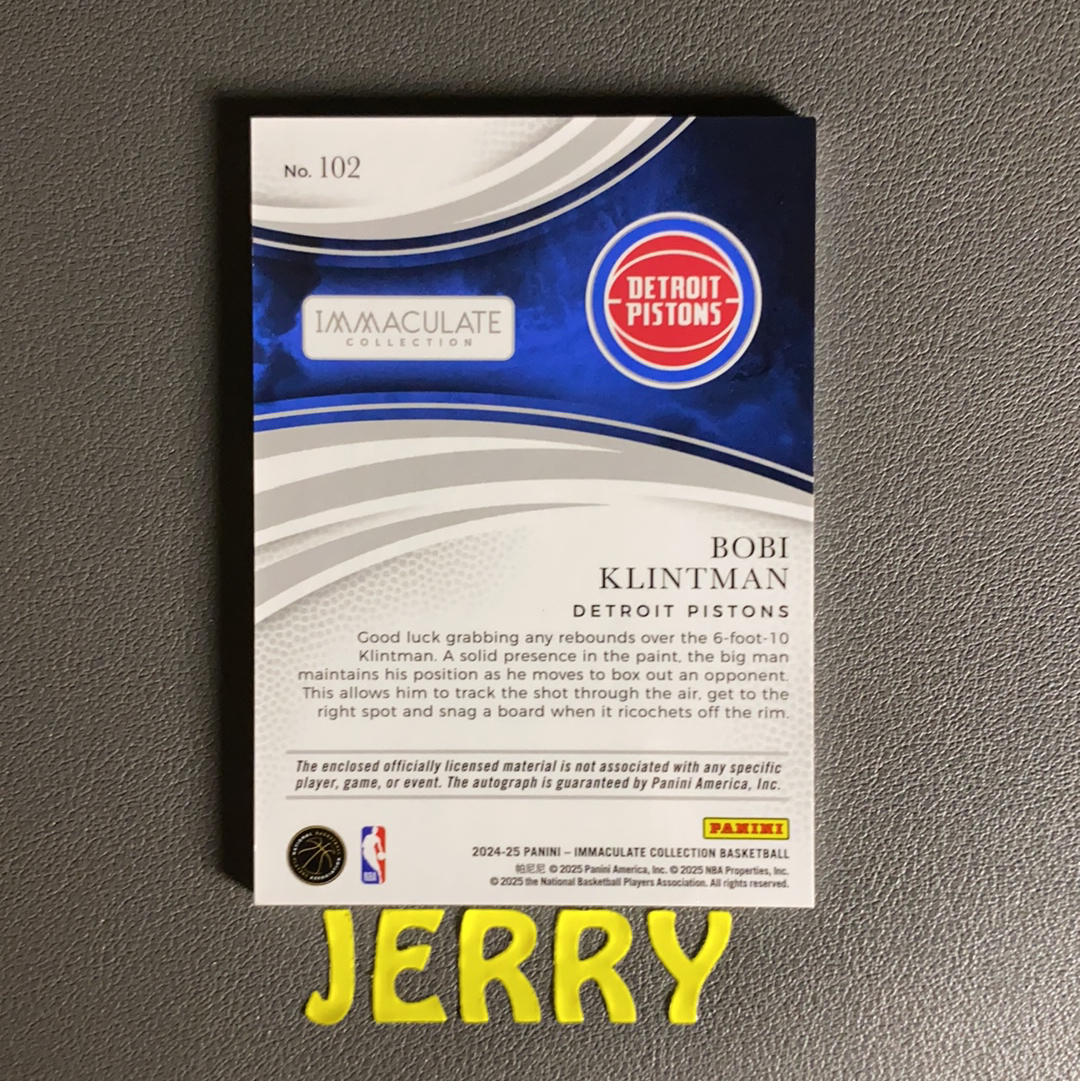 No. 102
DETROIT
PISTONS
IMMACULATE
COLLECTION
BOBI
KLINTMAN
DETROIT PISTONS
Good luck grabbing any rebounds over the 6-foot-10
Klintman. A solid presence in the paint, the big man
maintains his position as he moves to box out an opponent.
This allows him to track the shot through the air, get to the
right spot and snag a board when it ricochets off the rim.
The enclosed officially licensed material is not associated with any specific
player, game, or event. The autograph is guaranteed by Panini America, Inc.
PANINI
NBA
2024-25 PANINI – IMMACULATE COLLECTION BASKETBALL
帕尼尼 © 2025 Panini America, Inc. © 2025 NBA Properties, Inc.
© 2025 the National Basketball Players Association. All rights reserved.
JERRY